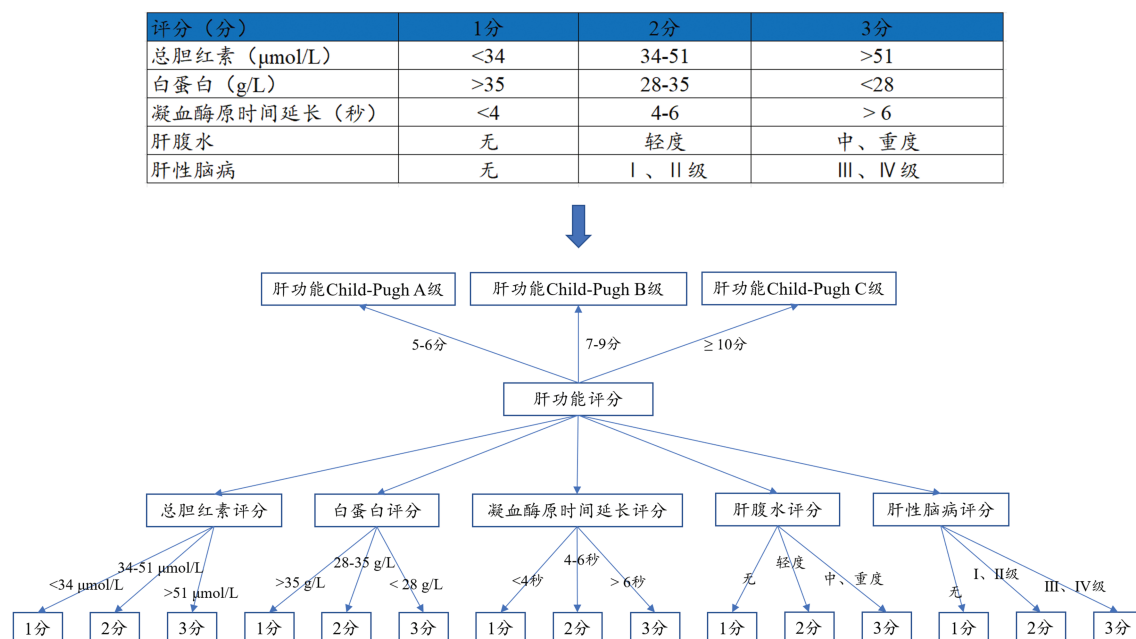 评分（分） 1分 2分 3分
总胆红素（μmol/L） <34 34-51 >51
白蛋白（g/L） >35 28-35 <28
凝血酶原时间延长（秒） <4 4-6 > 6
肝腹水 无 轻度 中、重度
肝性脑病 无 Ⅰ、Ⅱ级 Ⅲ、Ⅳ级
肝功能Child-Pugh A级 肝功能Child-Pugh B级 肝功能Child-Pugh C级
5-6分 7-9分 ≥ 10分
肝功能评分
总胆红素评分 白蛋白评分 凝血酶原时间延长评分 肝腹水评分 肝性脑病评分
<34 μmol/L 34-51 μmol/L >51 μmol/L >35 g/L 28-35 g/L < 28 g/L <4秒 4-6秒 > 6秒 无 轻度 中、重度 无 I、II级 III、IV级
1分 2分 3分 1分 2分 3分 1分 2分 3分 1分 2分 3分 1分 2分 3分